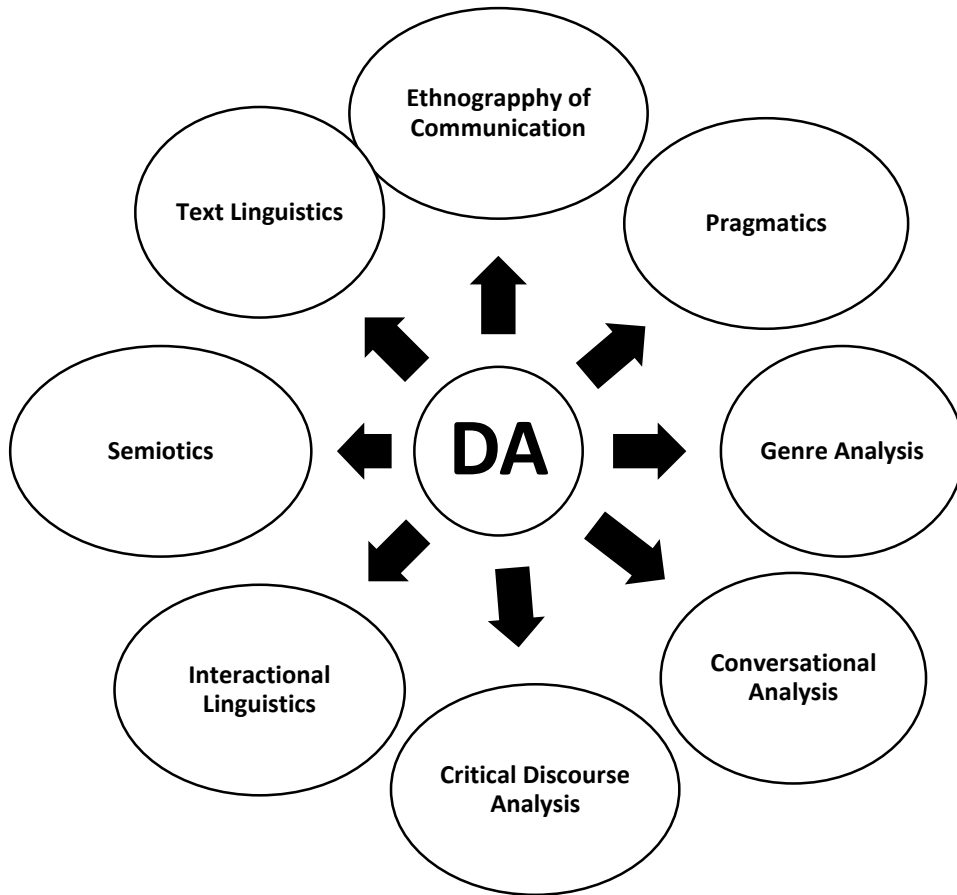 Ethnograpphy of
Communication
Text Linguistics
Pragmatics
DA
Semiotics
Genre Analysis
Interactional
Linguistics
Conversational
Analysis
Critical Discourse
Analysis